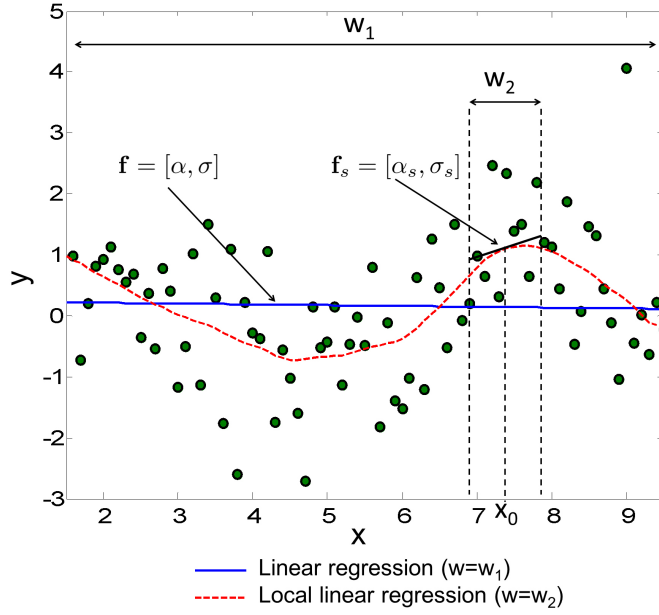 w₁
w₂
f = [α, σ]
fₛ = [αₛ, σₛ]
y
5
4
3
2
1
0
-1
-2
-3
2
3
4
5
6
7
8
9
x₀
x
Linear regression (w=w₁)
Local linear regression (w=w₂)